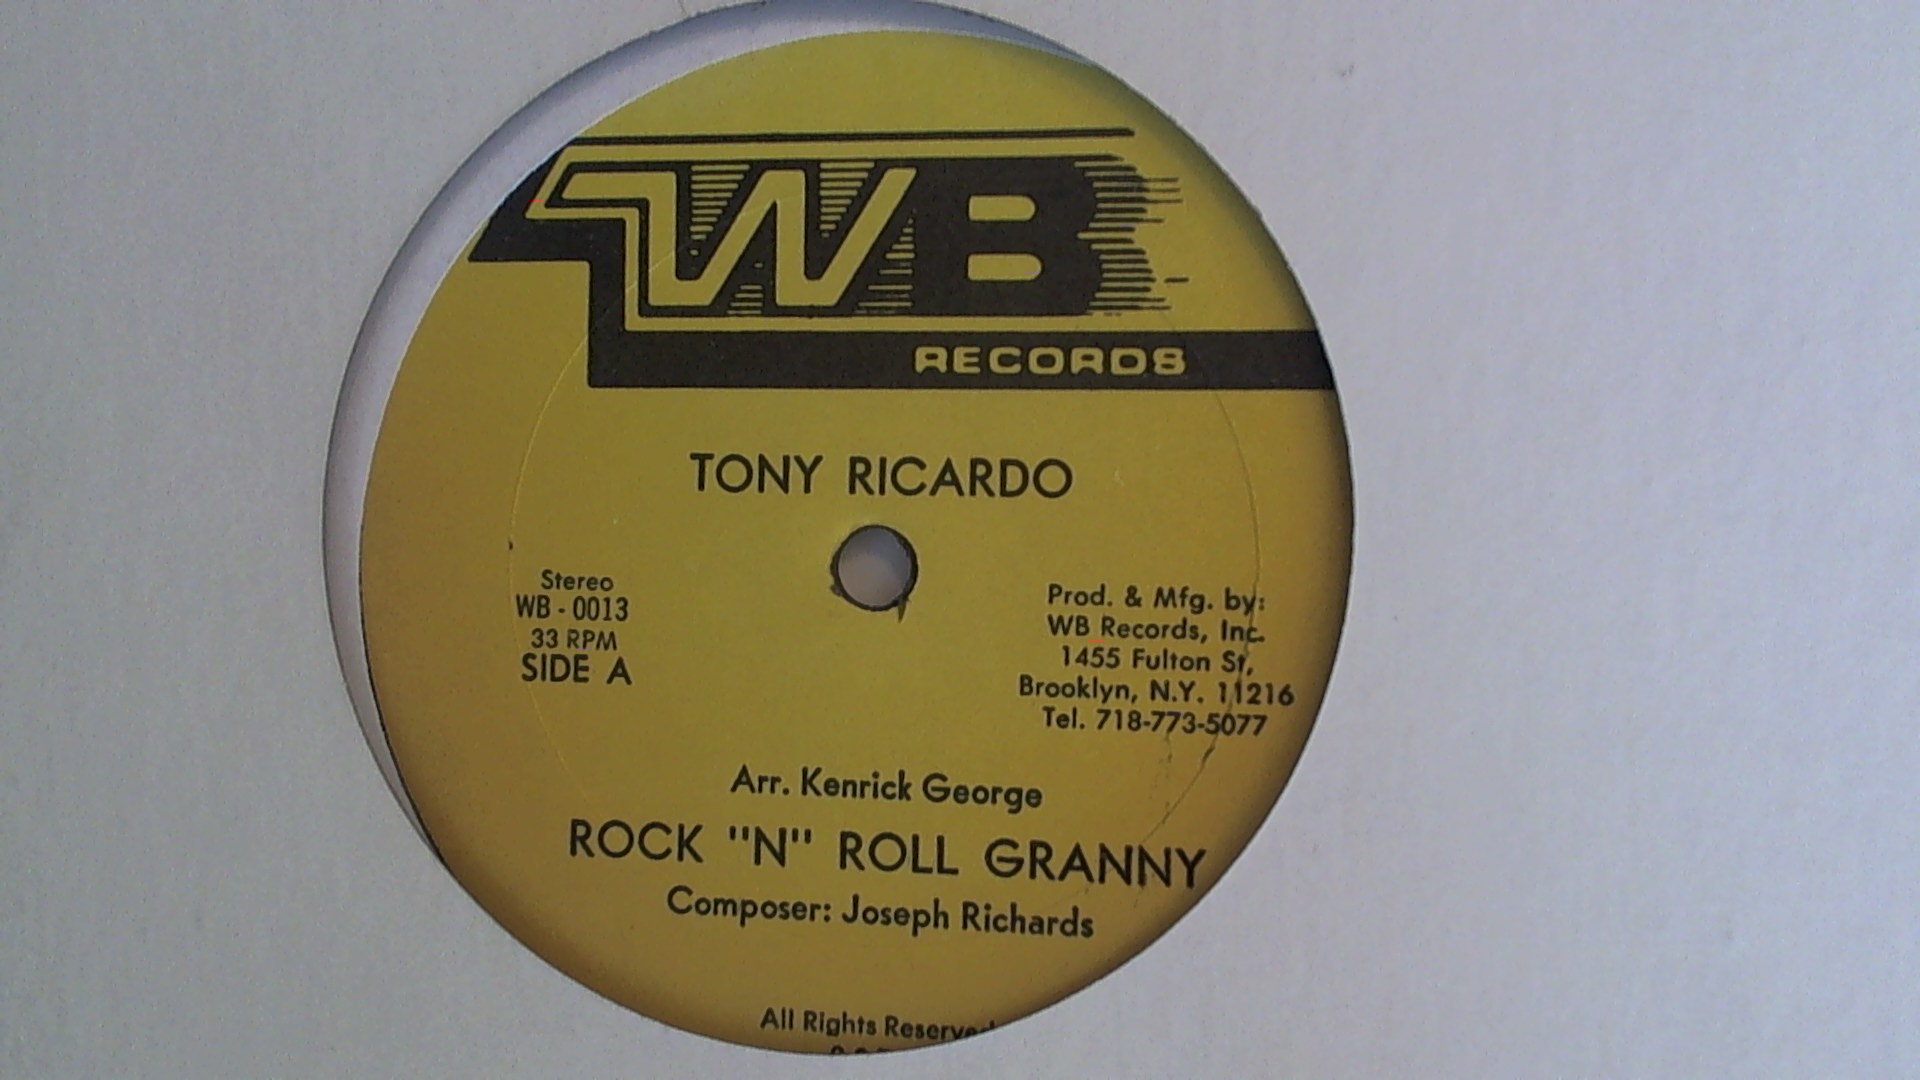 WB
RECORDS
TONY RICARDO
Stereo
WB - 0013
33 RPM
SIDE A
Prod. & Mfg. by:
WB Records, Inc.
1455 Fulton St,
Brooklyn, N.Y. 11216
Tel. 718-773-5077
Arr. Kenrick George
ROCK "N" ROLL GRANNY
Composer: Joseph Richards
All Rights